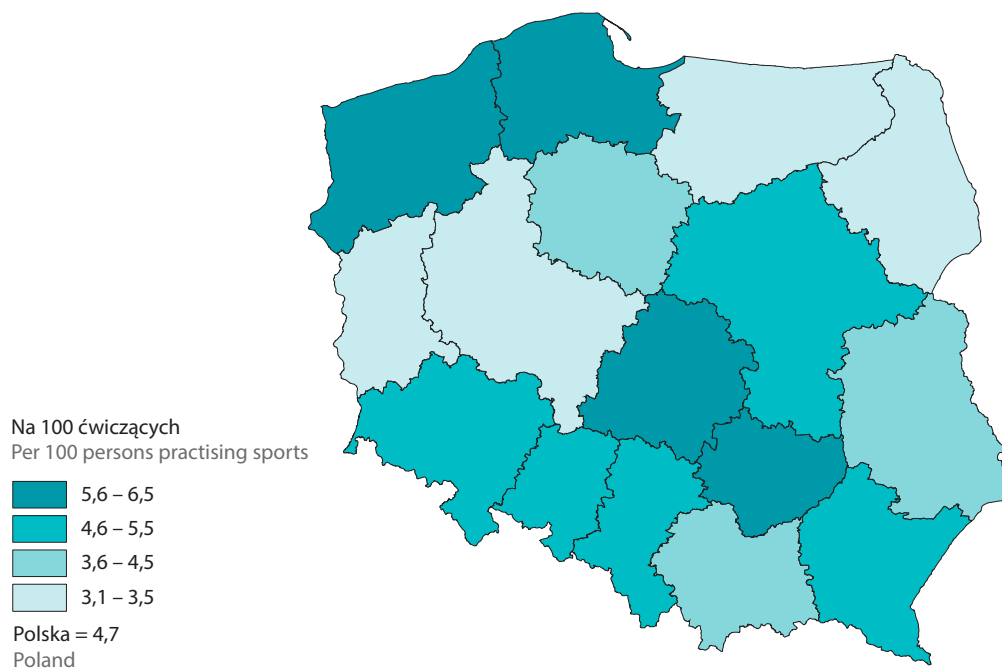 Na 100 ćwiczących
Per 100 persons practising sports
5,6 – 6,5
4,6 – 5,5
3,6 – 4,5
3,1 – 3,5
Polska = 4,7
Poland